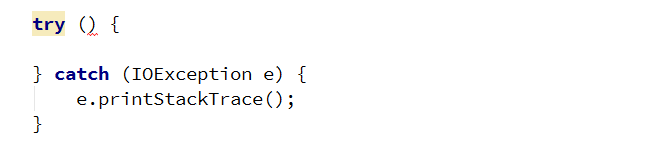 try () {
} catch (IOException e) {
    e.printStackTrace();
}